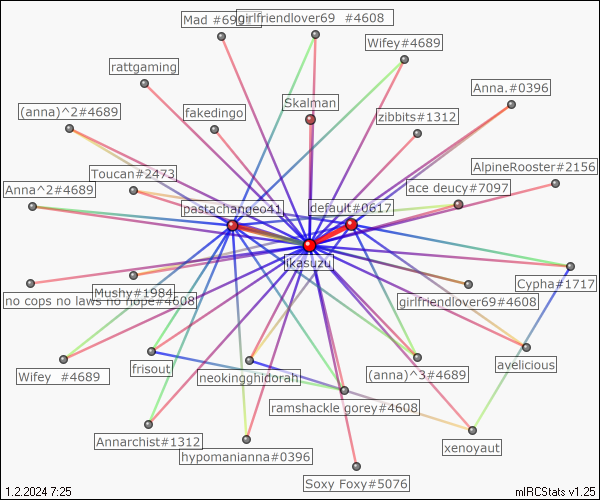 Mad #69
girlfriendlover69 #4608
Wifey#4689
rattgaming
Anna.#0396
Skalman
(anna)^2#4689
fakedingo
zibbits#1312
Toucan#2473
AlpineRooster#2156
Anna^2#4689
ace deucy#7097
pastachangeo41
default#0617
likasuzu
Cypha#1717
Mushy#1984
no cops no laws no hope#4608
girlfriendlover69#4608
Wifey #4689
frisout
neokingghidorah
(anna)^3#4689
avelicious
ramshackle gorey#4608
Annarchist#1312
xenoyaut
hypomanianna#0396
Soxy Foxy#5076
1.2.2024 7:25
mIRCStats v1.25